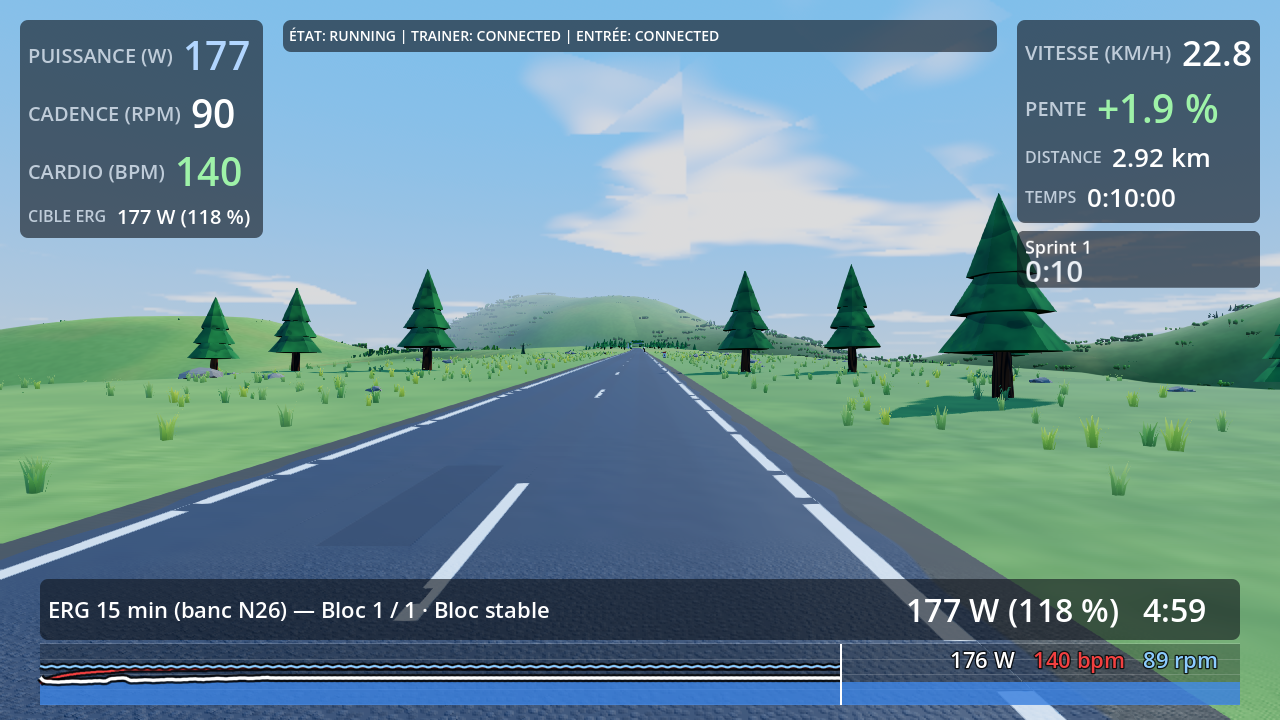 PUISSANCE (W) 177
CADENCE (RPM) 90
CARDIO (BPM) 140
CIBLE ERG 177 W (118 %)
ÉTAT: RUNNING | TRAINER: CONNECTED | ENTRÉE: CONNECTED
VITESSE (KM/H) 22.8
PENTE +1.9 %
DISTANCE 2.92 km
TEMPS 0:10:00
Sprint 1
0:10
ERG 15 min (banc N26) — Bloc 1 / 1 · Bloc stable 177 W (118 %) 4:59
176 W 140 bpm 89 rpm